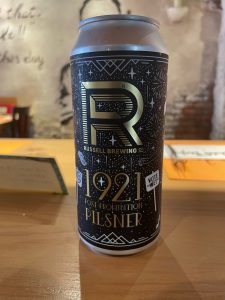 R
RUSSELL BREWING Co.
1921
POST PROHIBITION
PILSNER